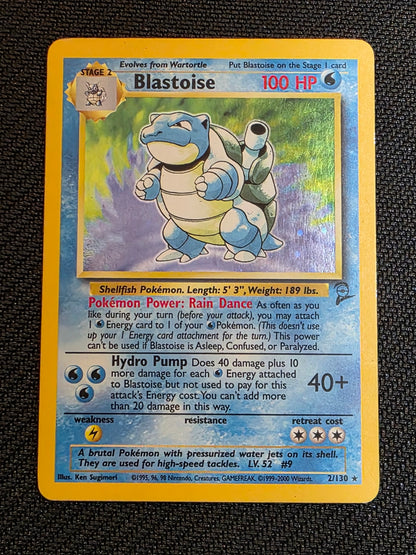 Evolves from Wartortle Put Blastoise on the Stage 1 card
STAGE 2
Blastoise 100 HP
Shellfish Pokémon. Length: 5' 3", Weight: 189 lbs.
Pokémon Power: Rain Dance As often as you
like during your turn (before your attack), you may attach
1 Energy card to 1 of your Pokémon. (This doesn't use
up your 1 Energy card attachment for the turn.) This power
can't be used if Blastoise is Asleep, Confused, or Paralyzed.
Hydro Pump Does 40 damage plus 10
more damage for each Energy attached
to Blastoise but not used to pay for this
attack's Energy cost. You can't add more
than 20 damage in this way.
40+
weakness resistance retreat cost
A brutal Pokémon with pressurized water jets on its shell.
They are used for high-speed tackles. LV. 52 #9
Illus. Ken Sugimori ©1995, 96, 98 Nintendo, Creatures, GAMEFREAK. ©1999-2000 Wizards. 2/130 ★